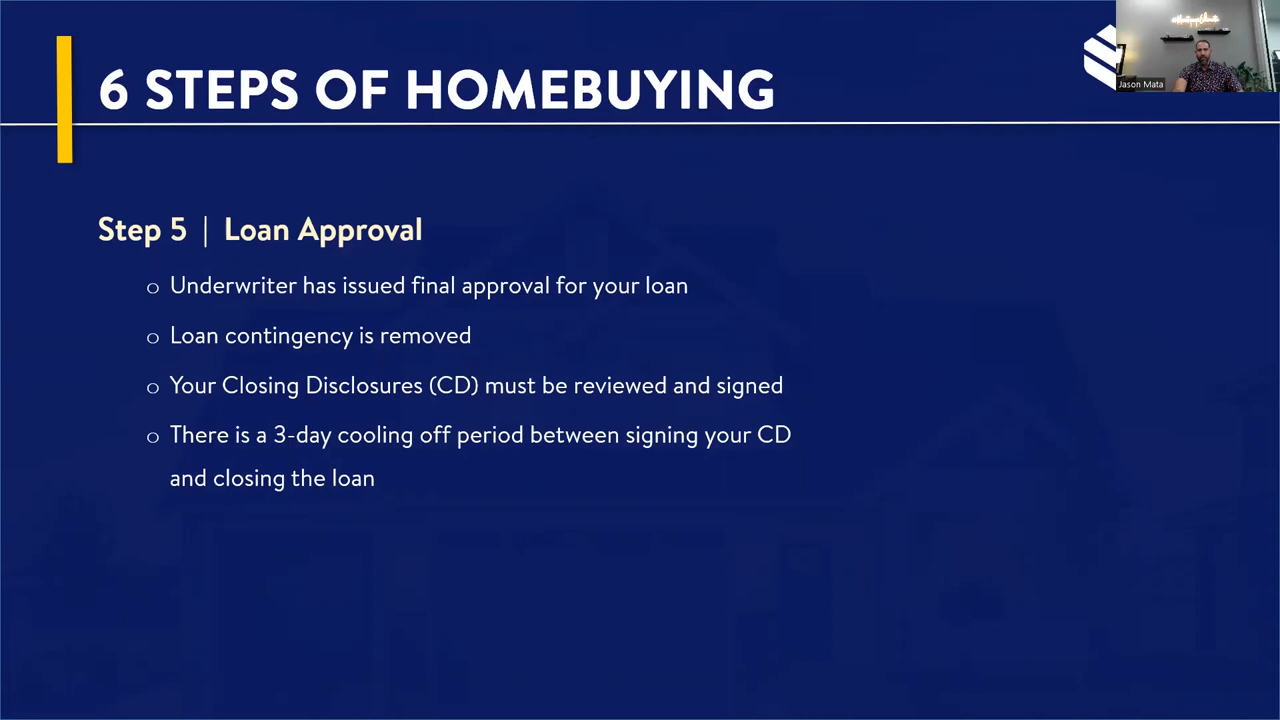 6 STEPS OF HOMEBUYING
Jason Mata
Step 5 | Loan Approval
o Underwriter has issued final approval for your loan
o Loan contingency is removed
o Your Closing Disclosures (CD) must be reviewed and signed
o There is a 3-day cooling off period between signing your CD
and closing the loan